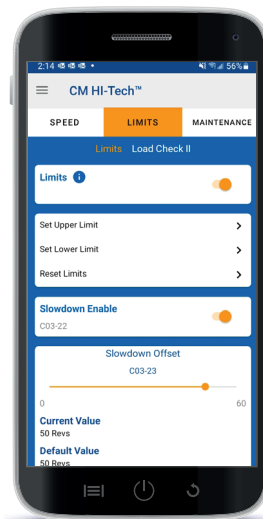 2:14
56%
CM HI-Tech™
SPEED LIMITS MAINTENANCE
Limits Load Check II
Limits
Set Upper Limit
Set Lower Limit
Reset Limits
Slowdown Enable
C03-22
Slowdown Offset
C03-23
0 60
Current Value
50 Revs
Default Value
50 Revs